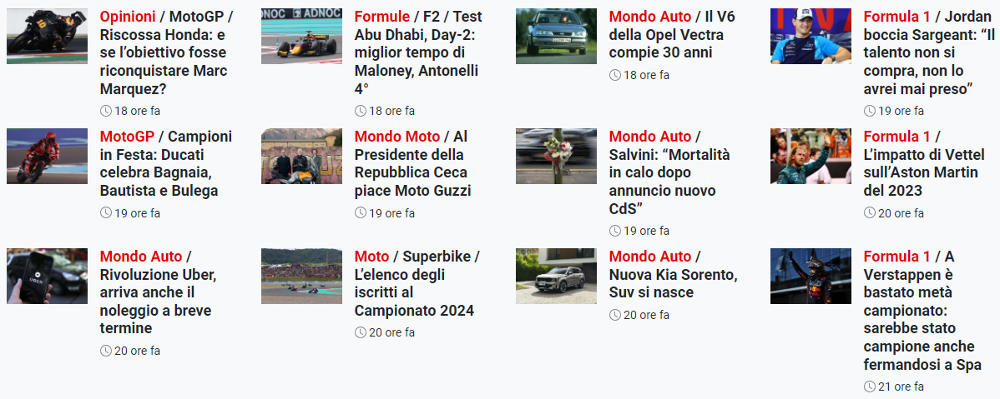 Opinioni / MotoGP /
Riscossa Honda: e
se l’obiettivo fosse
riconquistare Marc
Marquez?
18 ore fa
ADNOC
Formule / F2 / Test
Abu Dhabi, Day-2:
miglior tempo di
Maloney, Antonelli
4°
18 ore fa
Mondo Auto / Il V6
della Opel Vectra
compie 30 anni
18 ore fa
Formula 1 / Jordan
boccia Sargeant: “Il
talento non si
compra, non lo
avrei mai preso”
19 ore fa
MotoGP / Campioni
in Festa: Ducati
celebra Bagnaia,
Bautista e Bulega
19 ore fa
Mondo Moto / Al
Presidente della
Repubblica Ceca
piace Moto Guzzi
19 ore fa
Mondo Auto /
Salvini: “Mortalità
in calo dopo
annuncio nuovo
CdS”
19 ore fa
Formula 1 /
L’impatto di Vettel
sull’Aston Martin
del 2023
20 ore fa
UBER
Mondo Auto /
Rivoluzione Uber,
arriva anche il
noleggio a breve
termine
20 ore fa
Moto / Superbike /
L’elenco degli
iscritti al
Campionato 2024
20 ore fa
Mondo Auto /
Nuova Kia Sorento,
Suv si nasce
20 ore fa
Formula 1 / A
Verstappen è
bastato metà
campionato:
sarebbe stato
campione anche
fermandosi a Spa
21 ore fa